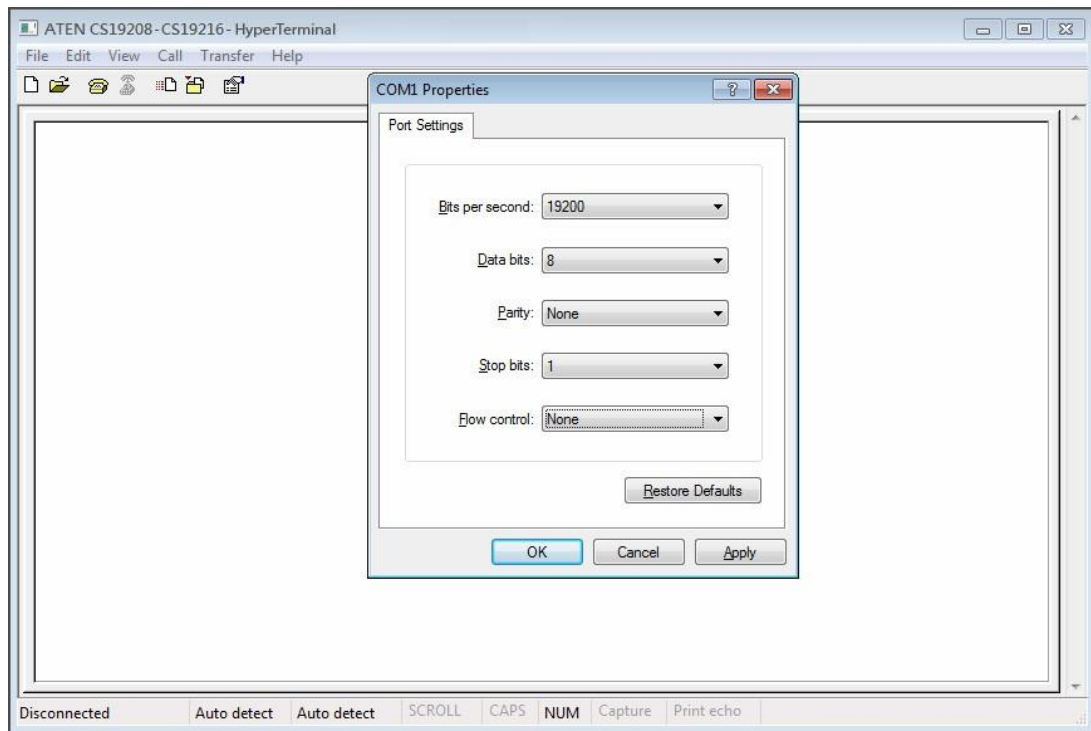 ATEN CS19208-CS19216-HyperTerminal
File Edit View Call Transfer Help
COM1 Properties
Port Settings
Bits per second: 19200
Data bits: 8
Parity: None
Stop bits: 1
Flow control: None
Restore Defaults
OK Cancel Apply
Disconnected Auto detect Auto detect SCROLL CAPS NUM Capture Print echo